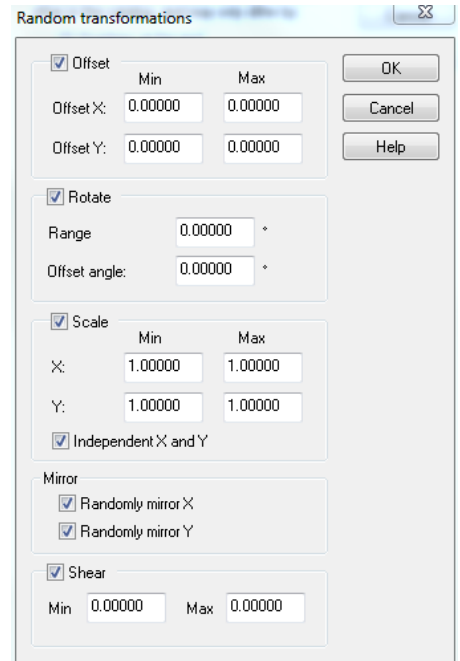 Random transformations
Offset
Min Max
Offset X: 0.00000 0.00000
Offset Y: 0.00000 0.00000
OK
Cancel
Help
Rotate
Range 0.00000 °
Offset angle: 0.00000 °
Scale
Min Max
X: 1.00000 1.00000
Y: 1.00000 1.00000
Independent X and Y
Mirror
Randomly mirror X
Randomly mirror Y
Shear
Min 0.00000 Max 0.00000